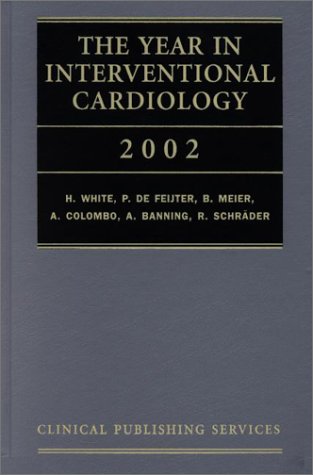 THE YEAR IN
INTERVENTIONAL
CARDIOLOGY
2002
H. WHITE, P. DE FEIJTER, B. MEIER,
A. COLOMBO, A. BANNING, R. SCHRÄDER
CLINICAL PUBLISHING SERVICES